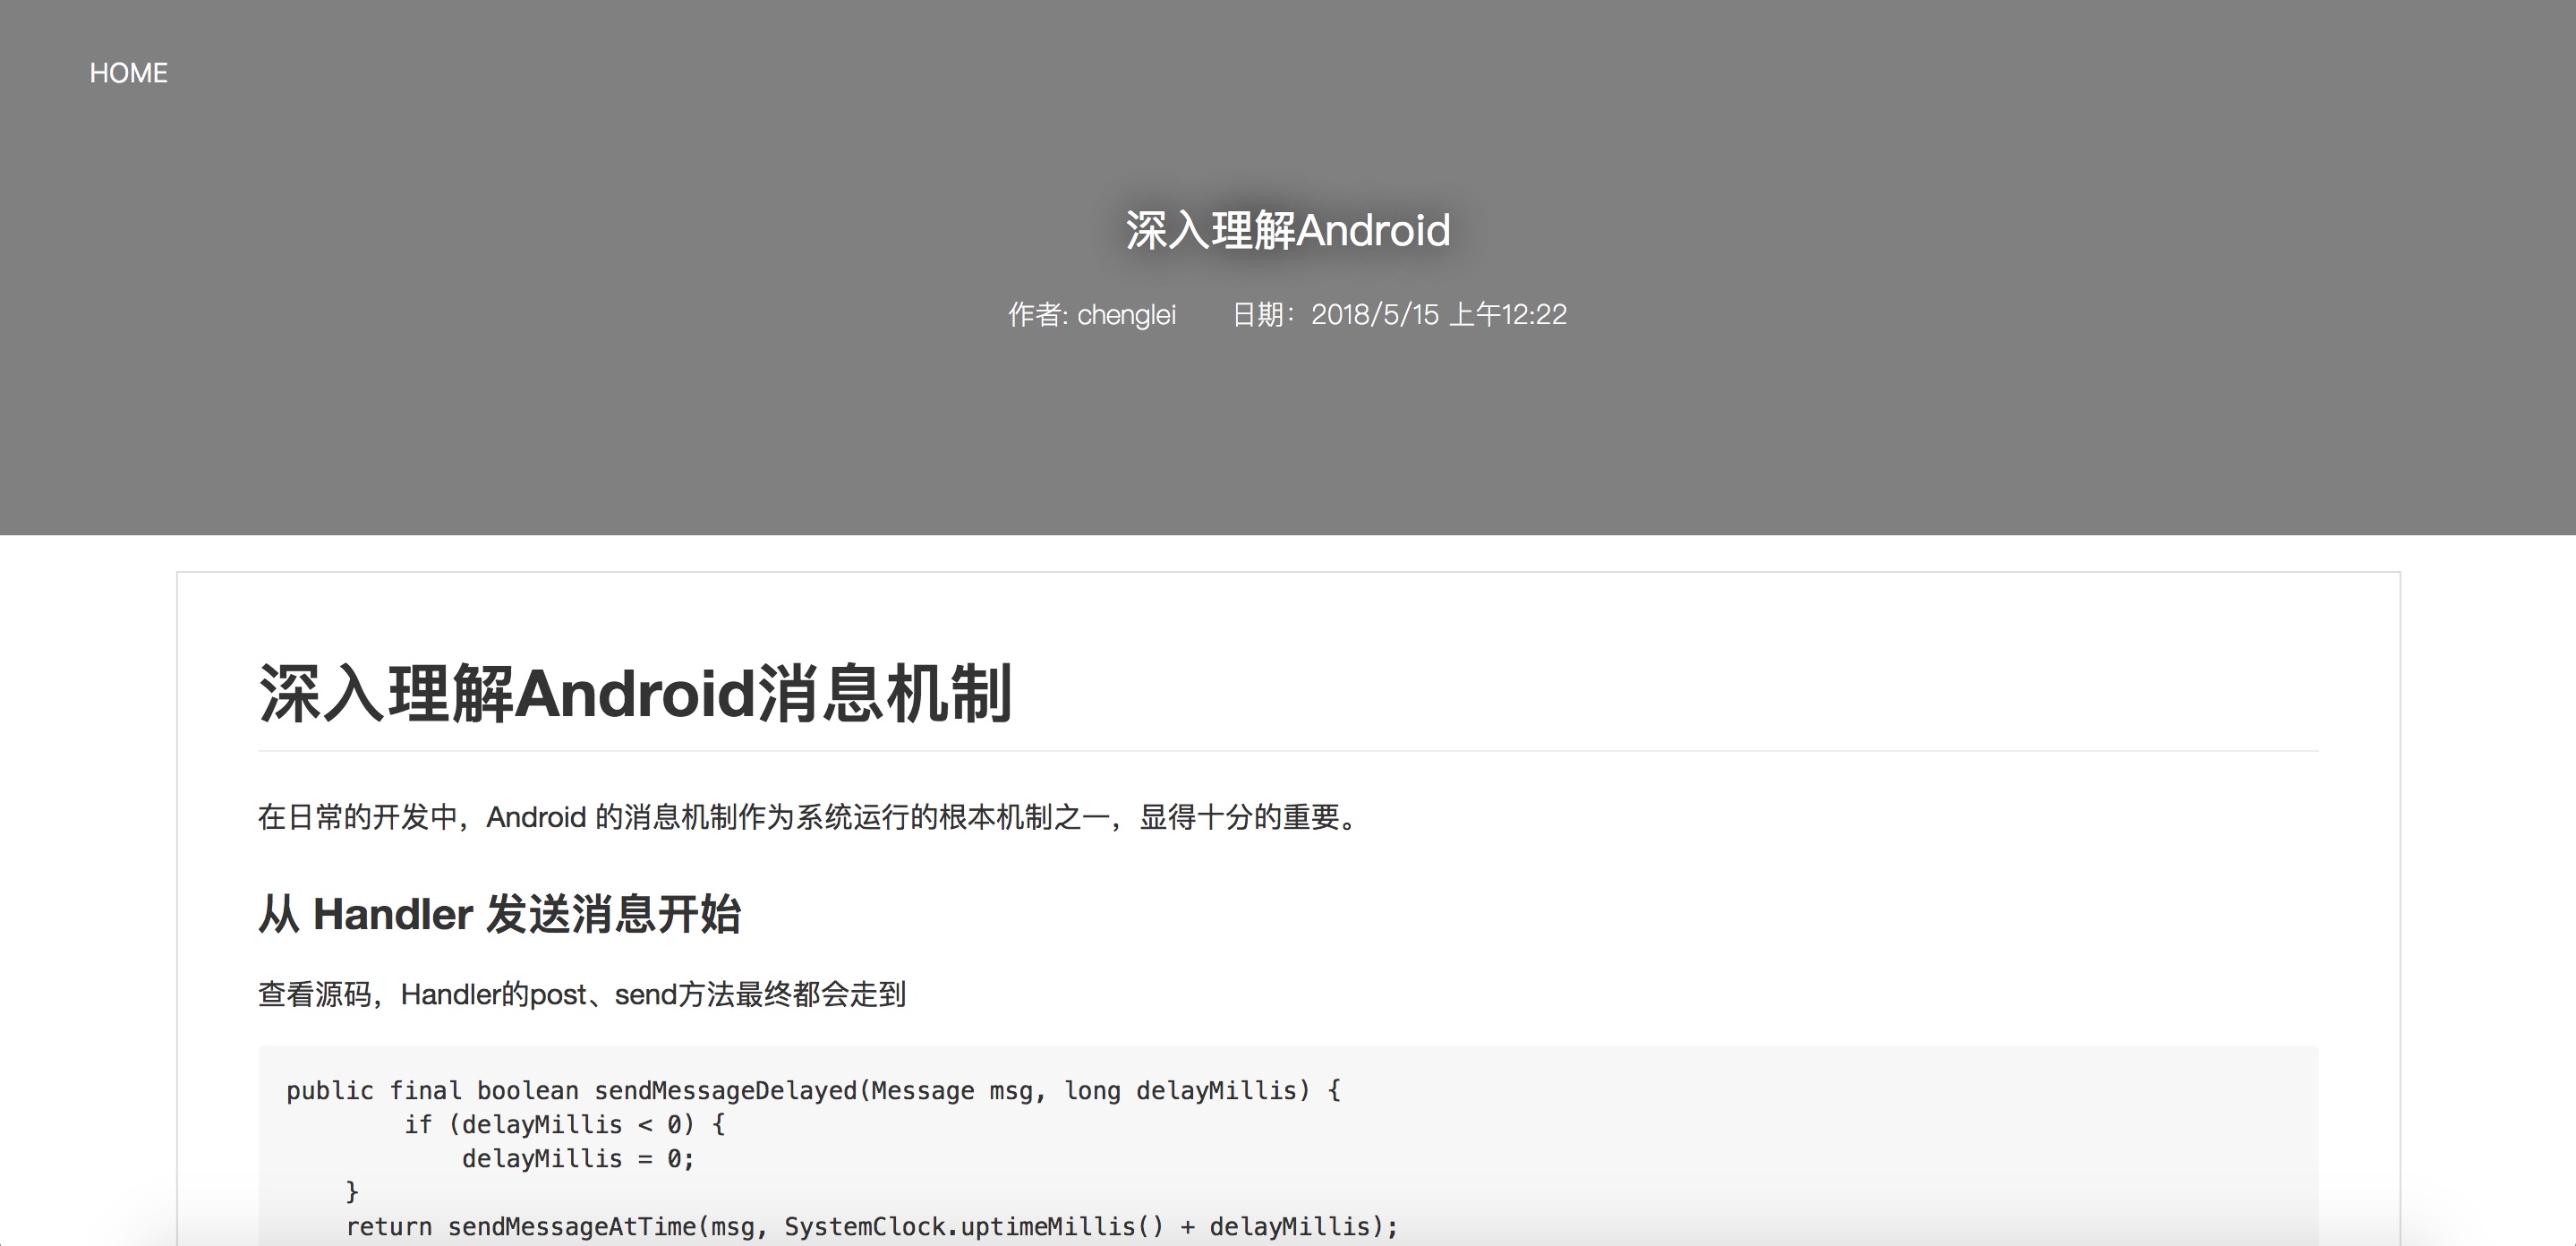 HOME
深入理解Android
作者: chenglei 日期：2018/5/15 上午12:22
深入理解Android消息机制
在日常的开发中，Android 的消息机制作为系统运行的根本机制之一，显得十分的重要。
从 Handler 发送消息开始
查看源码，Handler的post、send方法最终都会走到
public final boolean sendMessageDelayed(Message msg, long delayMillis) {
if (delayMillis < 0) {
delayMillis = 0;
}
return sendMessageAtTime(msg, SystemClock.uptimeMillis() + delayMillis);